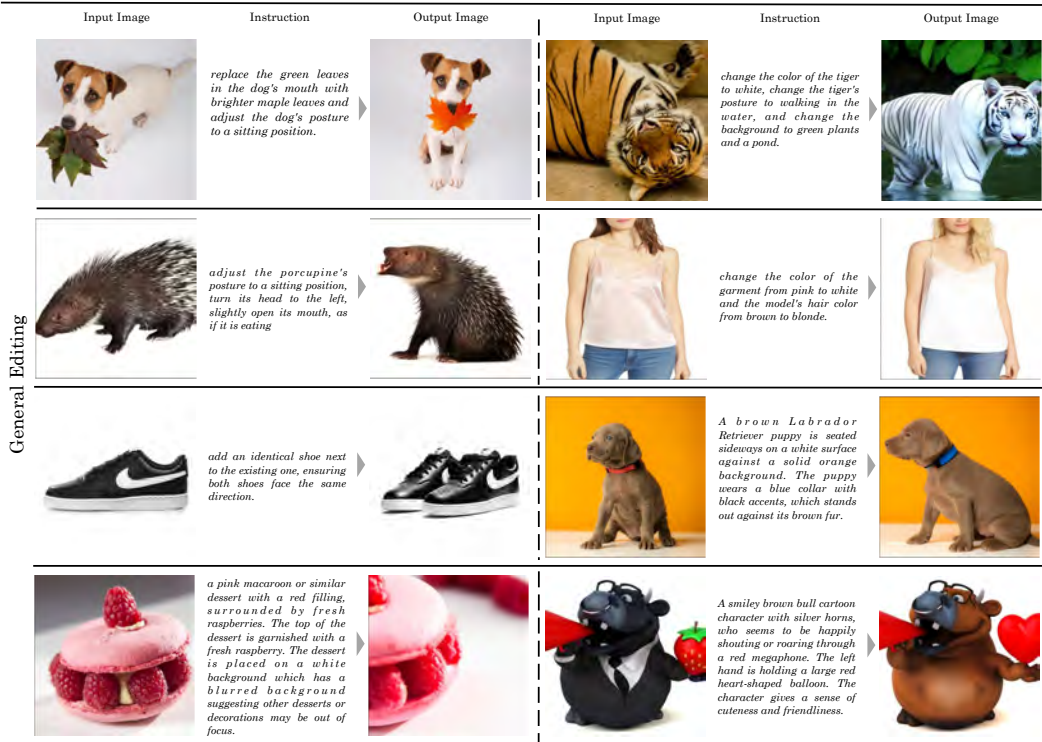 Input Image
Instruction
Output Image
Input Image
Instruction
Output Image
General Editing
replace the green leaves
in the dog's mouth with
brighter maple leaves and
adjust the dog's posture
to a sitting position.
change the color of the tiger
to white, change the tiger's
posture to walking in the
water, and change the
background to green plants
and a pond.
adjust the porcupine's
posture to a sitting position,
turn its head to the left,
slightly open its mouth, as
if it is eating
change the color of the
garment from pink to white
and the model's hair color
from brown to blonde.
add an identical shoe next
to the existing one, ensuring
both shoes face the same
direction.
A brown Labrador
Retriever puppy is seated
sideways on a white surface
against a solid orange
background. The puppy
wears a blue collar with
black accents, which stands
out against its brown fur.
a pink macaroon or similar
dessert with a red filling,
surrounded by fresh
raspberries. The top of the
dessert is garnished with a
fresh raspberry. The dessert
is placed on a white
background which has a
blurred background
suggesting other desserts or
decorations may be out of
focus.
A smiley brown bull cartoon
character with silver horns,
who seems to be happily
shouting or roaring through
a red megaphone. The left
hand is holding a large red
heart-shaped balloon. The
character gives a sense of
cuteness and friendliness.